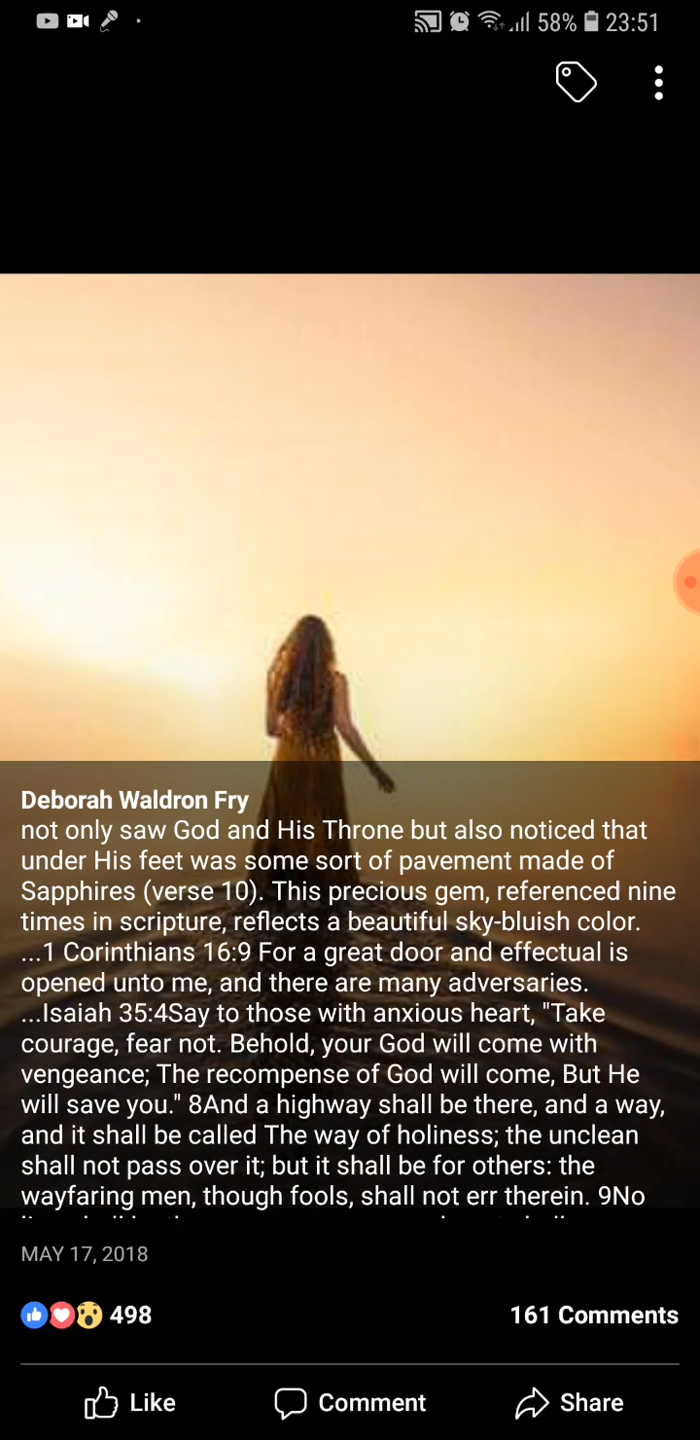 58% 23:51
Deborah Waldron Fry
not only saw God and His Throne but also noticed that
under His feet was some sort of pavement made of
Sapphires (verse 10). This precious gem, referenced nine
times in scripture, reflects a beautiful sky-bluish color.
...1 Corinthians 16:9 For a great door and effectual is
opened unto me, and there are many adversaries.
...Isaiah 35:4Say to those with anxious heart, "Take
courage, fear not. Behold, your God will come with
vengeance; The recompense of God will come, But He
will save you." 8And a highway shall be there, and a way,
and it shall be called The way of holiness; the unclean
shall not pass over it; but it shall be for others: the
wayfaring men, though fools, shall not err therein. 9No
MAY 17, 2018
498 161 Comments
Like Comment Share